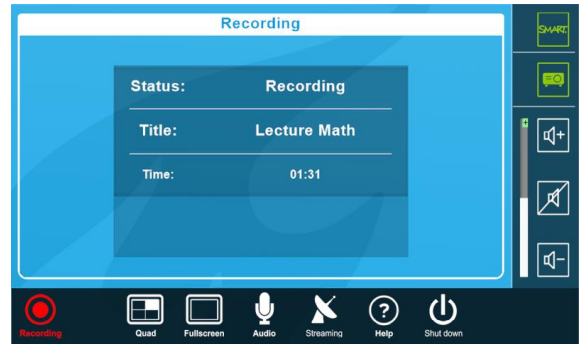 Recording
SMART
Status: Recording
Title: Lecture Math
Time: 01:31
Recording
Quad
Fullscreen
Audio
Streaming
Help
Shut down